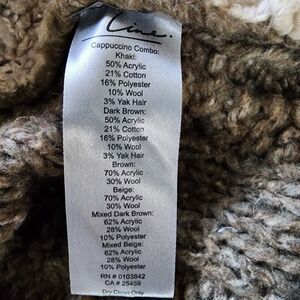 Line.
Cappuccino Combo:
Khaki:
50% Acrylic
21% Cotton
16% Polyester
10% Wool
3% Yak Hair
Dark Brown:
50% Acrylic
21% Cotton
16% Polyester
10% Wool
3% Yak Hair
Brown:
70% Acrylic
30% Wool
Beige:
70% Acrylic
30% Wool
Mixed Dark Brown:
62% Acrylic
28% Wool
10% Polyester
Mixed Beige:
62% Acrylic
28% Wool
10% Polyester
RN # 0103842
CA # 25459
Dry Clean Only